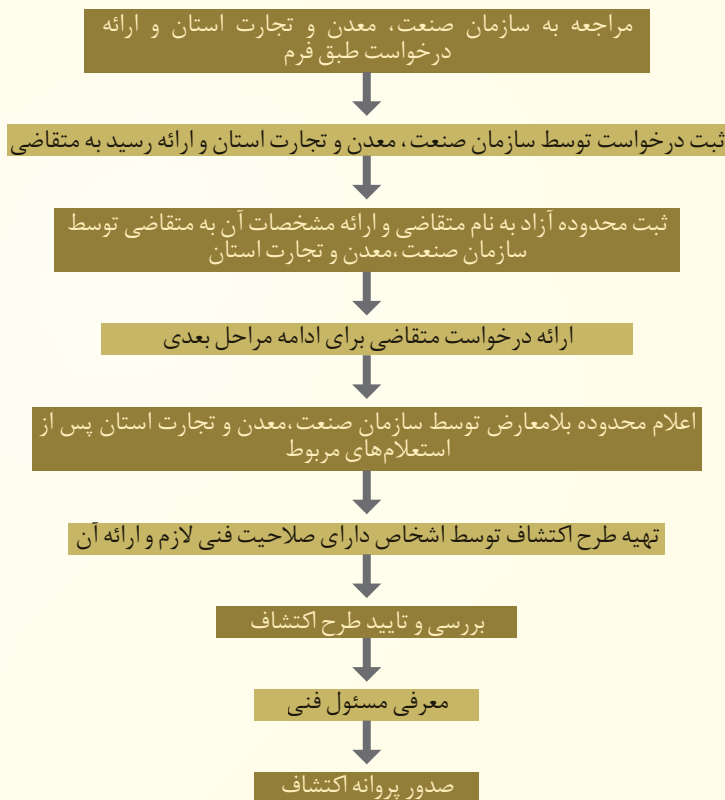 مراجعه به سازمان صنعت، معدن و تجارت استان و ارائه
درخواست طبق فرم
ثبت درخواست توسط سازمان صنعت، معدن و تجارت استان و ارائه رسید به متقاضی
ثبت محدوده آزاد به نام متقاضی و ارائه مشخصات آن به متقاضی توسط
سازمان صنعت،معدن و تجارت استان
ارائه درخواست متقاضی برای ادامه مراحل بعدی
اعلام محدوده بلامعارض توسط سازمان صنعت،معدن و تجارت استان پس از
استعلام‌های مربوط
تهیه طرح اکتشاف توسط اشخاص دارای صلاحیت فنی لازم و ارائه آن
بررسی و تایید طرح اکتشاف
معرفی مسئول فنی
صدور پروانه اکتشاف